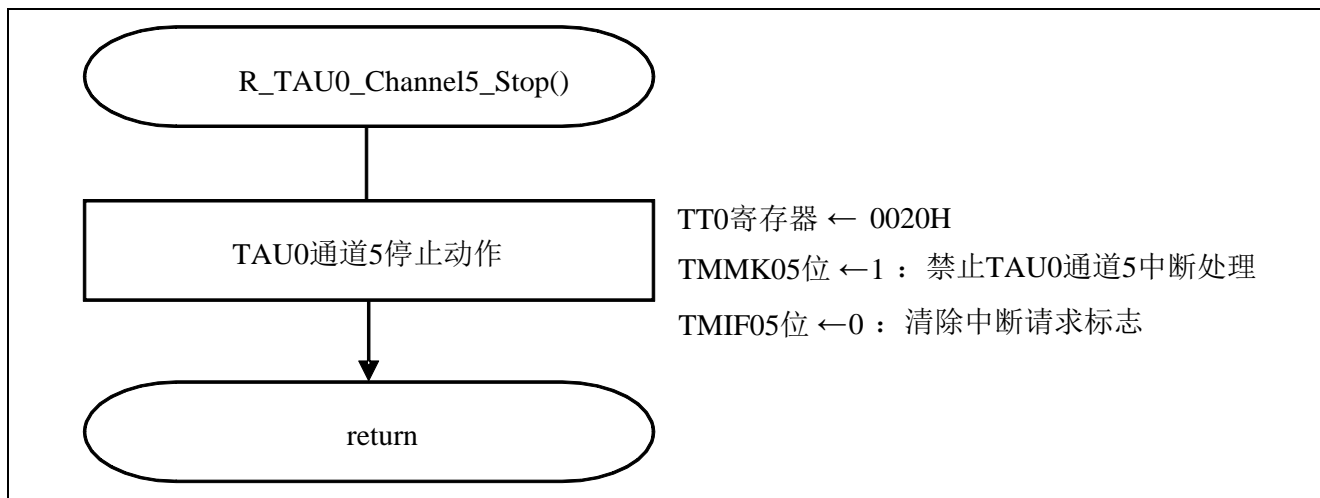 R_TAU0_Channel5_Stop()
TAU0通道5停止动作
TT0寄存器 ← 0020H
TMMK05位 ←1 ：禁止TAU0通道5中断处理
TMIF05位 ←0 ：清除中断请求标志
return